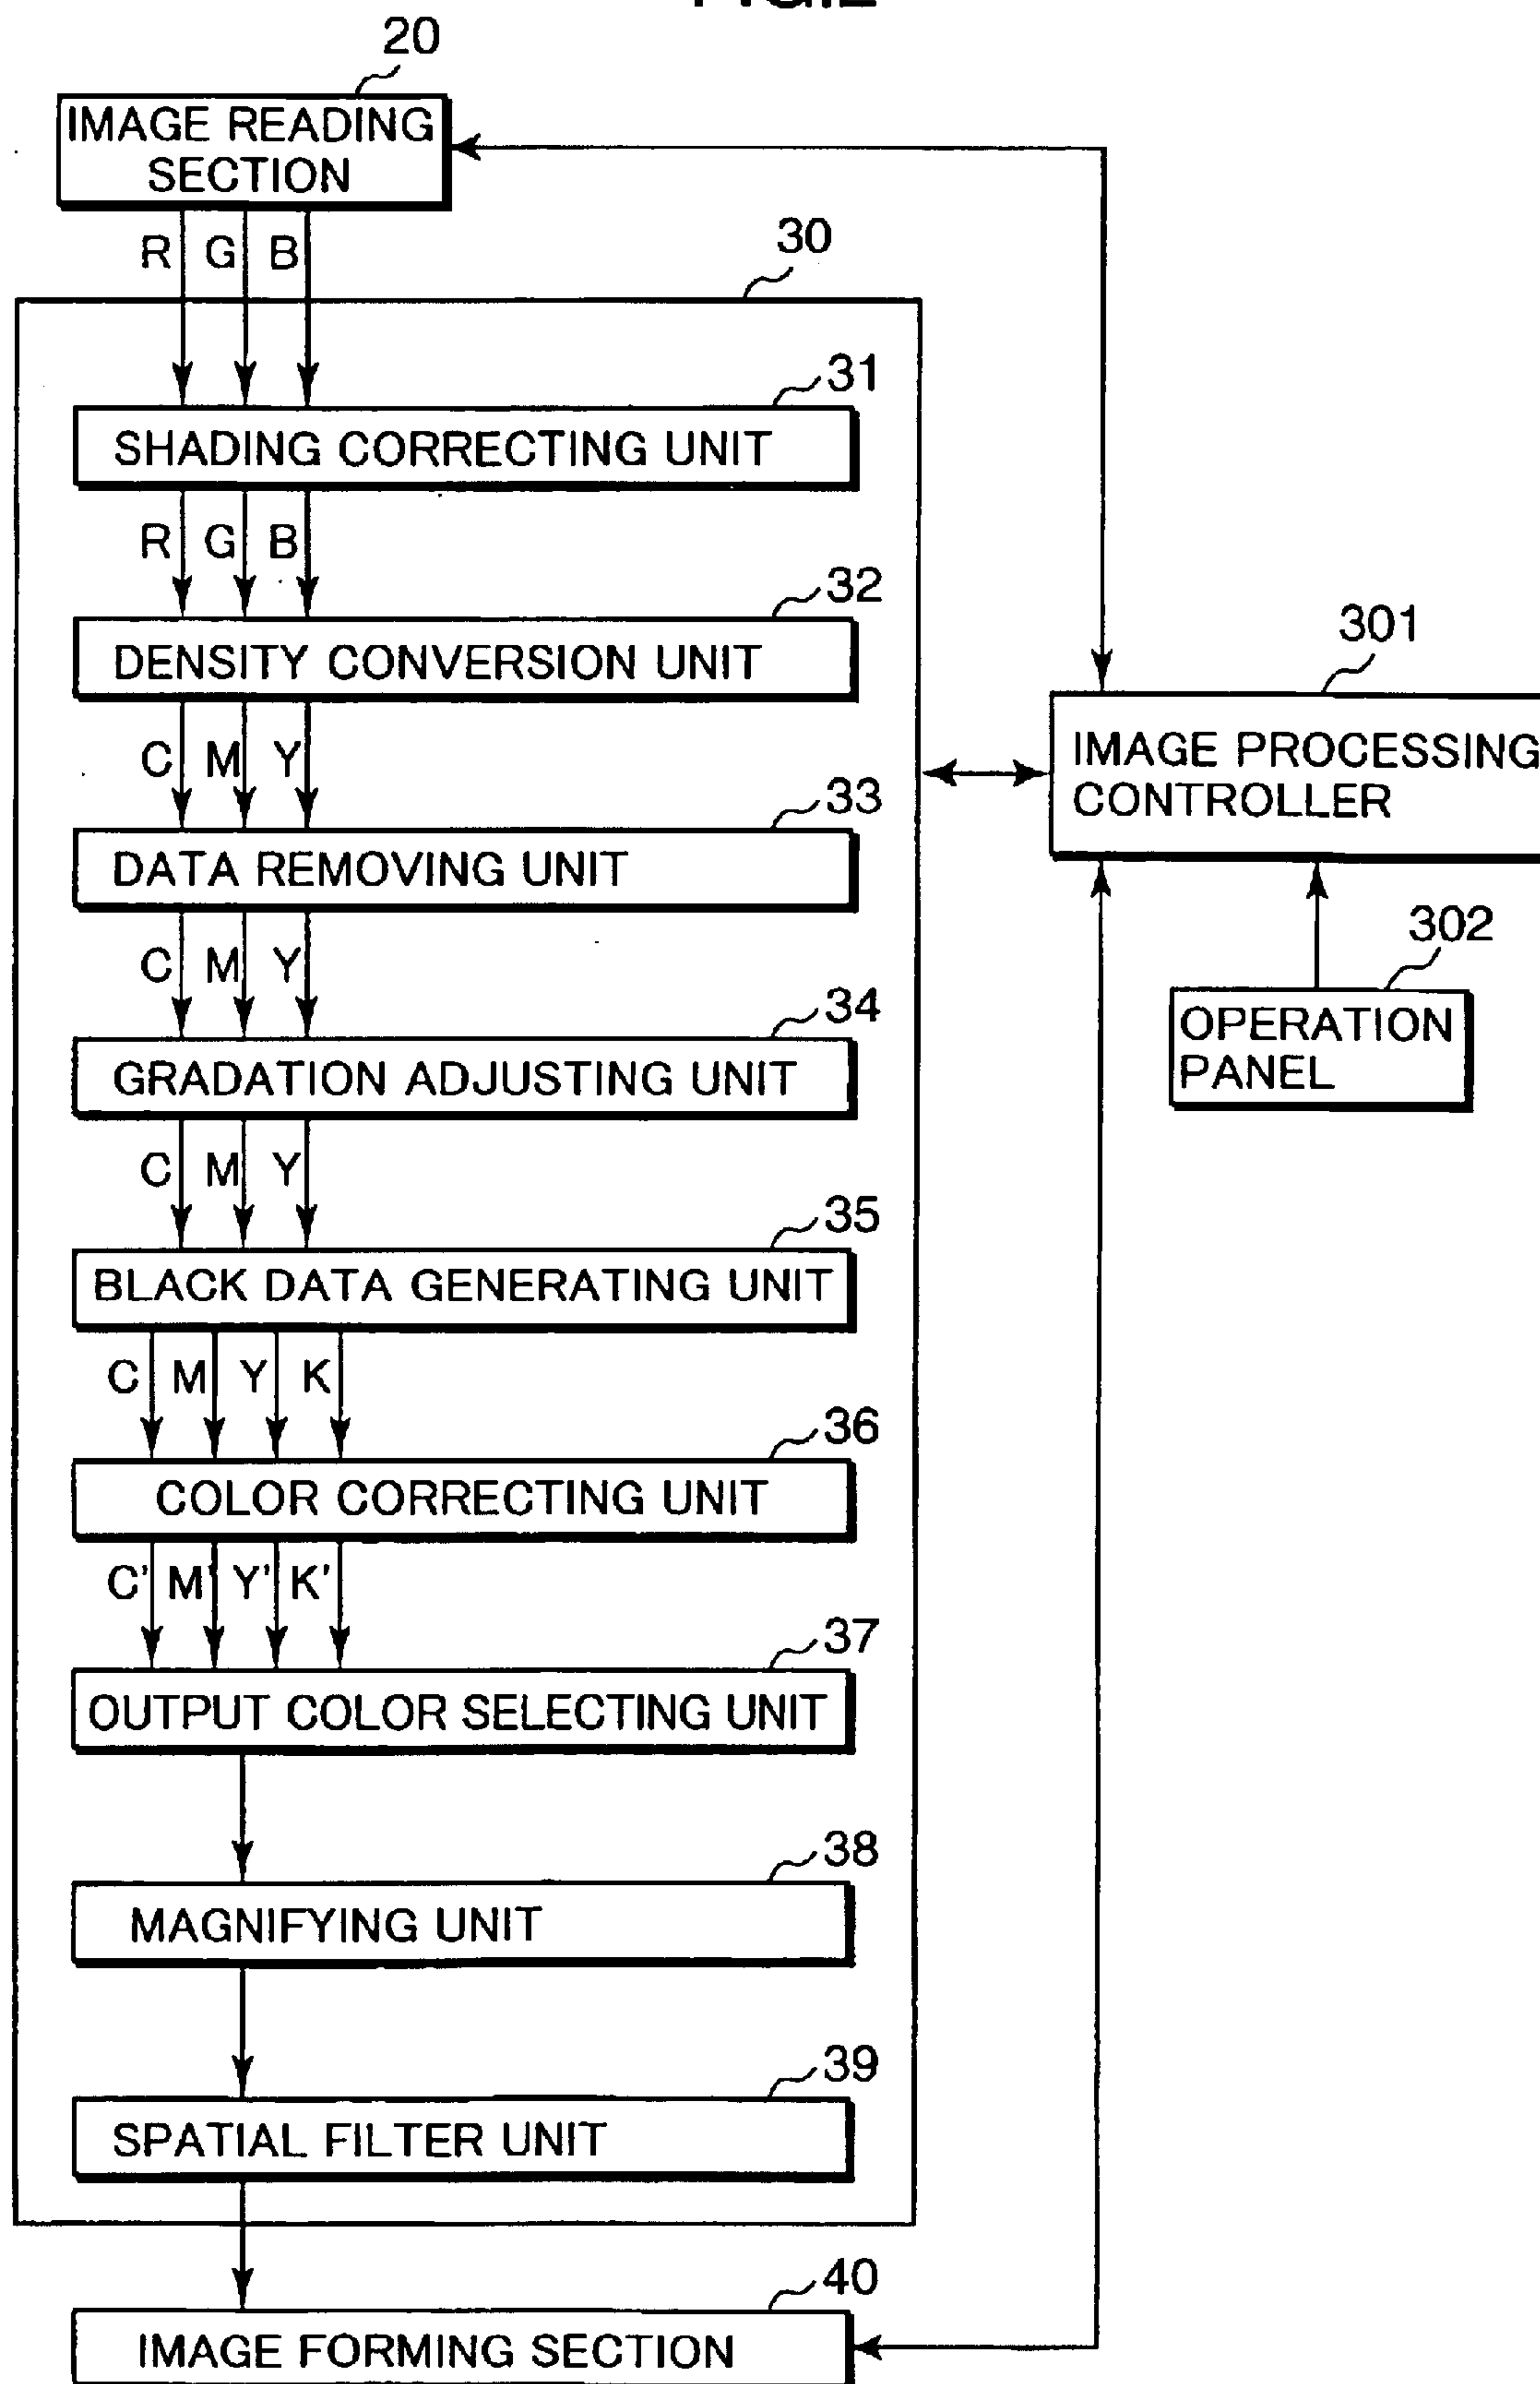 20
IMAGE READING
SECTION
R G B
30
31
SHADING CORRECTING UNIT
R G B
32
DENSITY CONVERSION UNIT
301
C M Y
IMAGE PROCESSING
CONTROLLER
33
DATA REMOVING UNIT
302
C M Y
34
OPERATION
PANEL
GRADATION ADJUSTING UNIT
C M Y
35
BLACK DATA GENERATING UNIT
C M Y K
36
COLOR CORRECTING UNIT
C' M' Y' K'
37
OUTPUT COLOR SELECTING UNIT
38
MAGNIFYING UNIT
39
SPATIAL FILTER UNIT
40
IMAGE FORMING SECTION